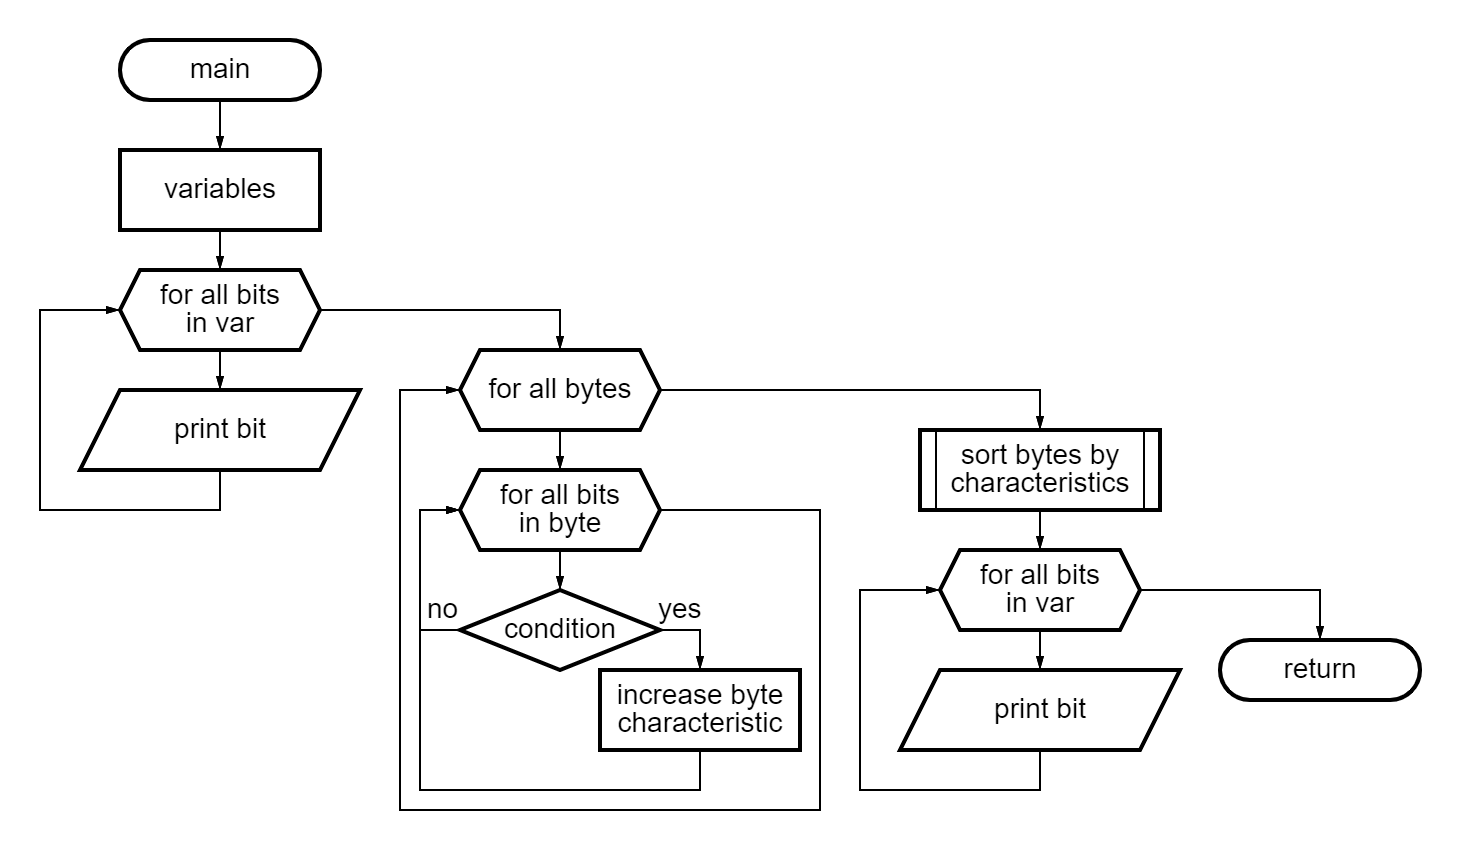 main
variables
for all bits
in var
print bit
for all bytes
for all bits
in byte
no
yes
condition
increase byte
characteristic
sort bytes by
characteristics
for all bits
in var
print bit
return